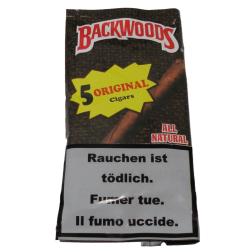 BACKWOODS
5 ORIGINAL
Cigars
ALL
NATURAL
Rauchen ist
tödlich.
Fumer tue.
Il fumo uccide.